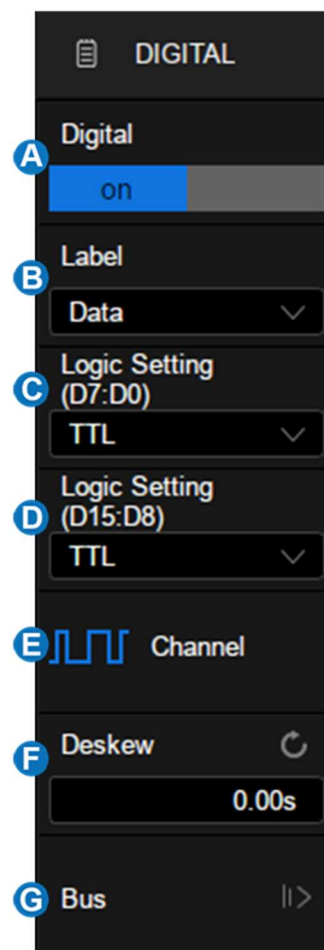 DIGITAL
Digital
A
on
Label
B
Data
Logic Setting
C
(D7:D0)
TTL
Logic Setting
D
(D15:D8)
TTL
E
Channel
Deskew
F
0.00s
G
Bus